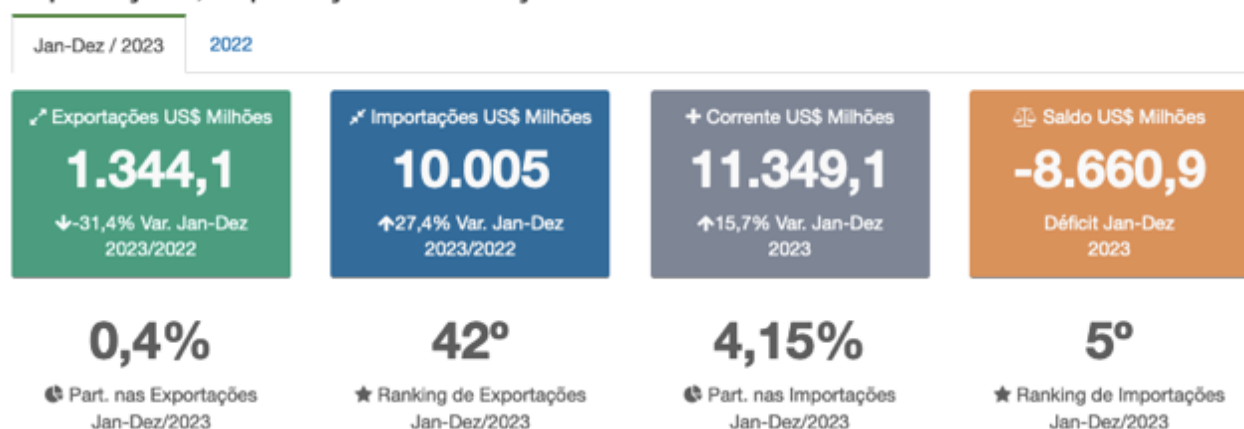 Jan-Dez / 2023
2022
Exportações US$ Milhões
1.344,1
-31,4% Var. Jan-Dez
2023/2022
Importações US$ Milhões
10.005
27,4% Var. Jan-Dez
2023/2022
Corrente US$ Milhões
11.349,1
15,7% Var. Jan-Dez
2023
Saldo US$ Milhões
-8.660,9
Déficit Jan-Dez
2023
0,4%
Part. nas Exportações
Jan-Dez/2023
42º
Ranking de Exportações
Jan-Dez/2023
4,15%
Part. nas Importações
Jan-Dez/2023
5º
Ranking de Importações
Jan-Dez/2023